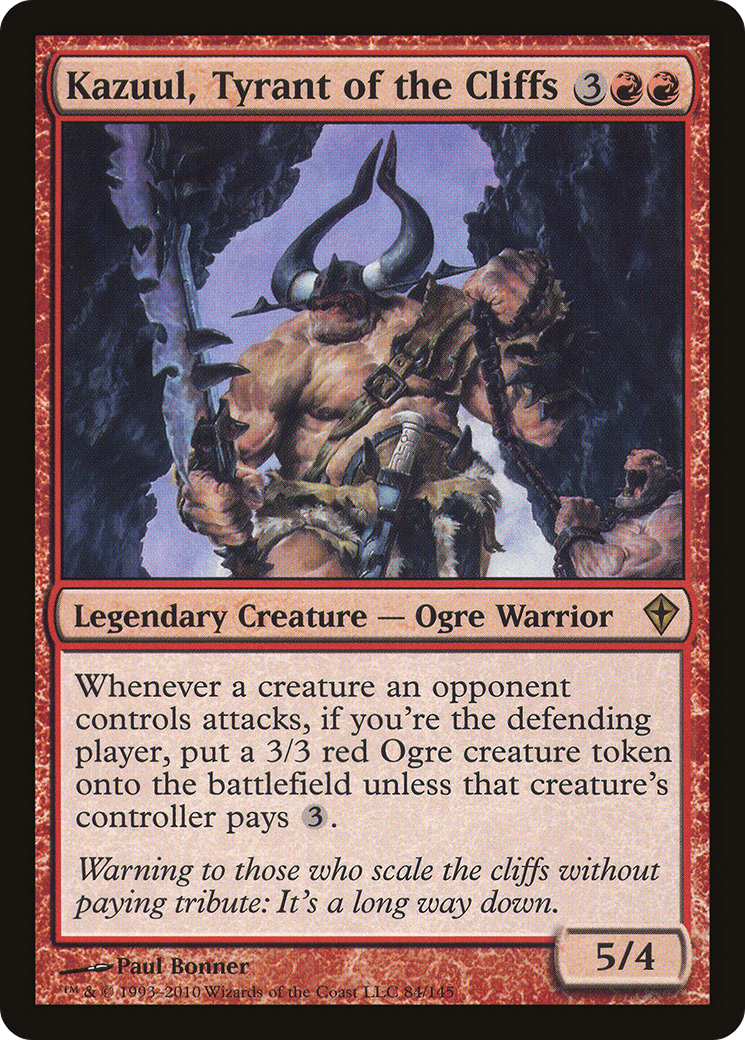 Kazuul, Tyrant of the Cliffs 3
Legendary Creature — Ogre Warrior
Whenever a creature an opponent
controls attacks, if you're the defending
player, put a 3/3 red Ogre creature token
onto the battlefield unless that creature's
controller pays 3.
Warning to those who scale the cliffs without
paying tribute: It's a long way down.
5/4
Paul Bonner
™ & © 1993–2010 Wizards of the Coast LLC 84/145